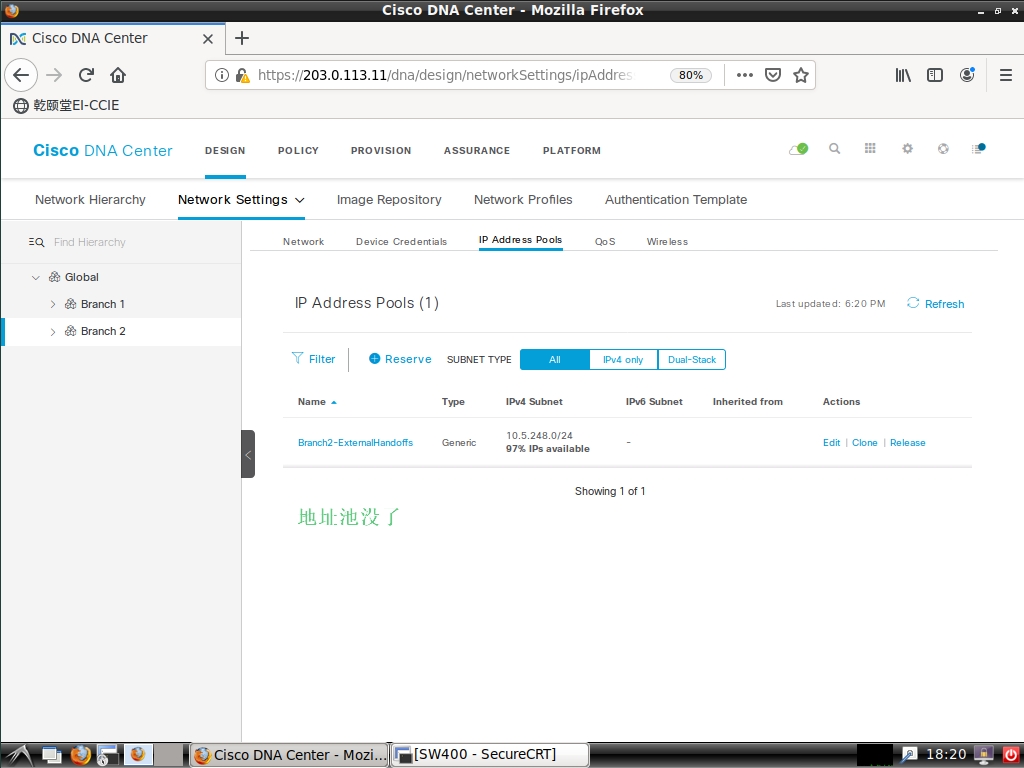 Cisco DNA Center - Mozilla Firefox
Cisco DNA Center
https://203.0.113.11/dna/design/networkSettings/ipAddres
80%
乾颐堂EI-CCIE
Cisco DNA Center
DESIGN
POLICY
PROVISION
ASSURANCE
PLATFORM
Network Hierarchy
Network Settings
Image Repository
Network Profiles
Authentication Template
Find Hierarchy
Global
Branch 1
Branch 2
Network
Device Credentials
IP Address Pools
QoS
Wireless
IP Address Pools (1)
Last updated: 6:20 PM
Refresh
Filter
Reserve
SUBNET TYPE
All
IPv4 only
Dual-Stack
Name
Type
IPv4 Subnet
IPv6 Subnet
Inherited from
Actions
Branch2-ExternalHandoffs
Generic
10.5.248.0/24
97% IPs available
-
Edit | Clone | Release
Showing 1 of 1
地址池没了
Cisco DNA Center - Mozi...
[SW400 - SecureCRT]
18:20